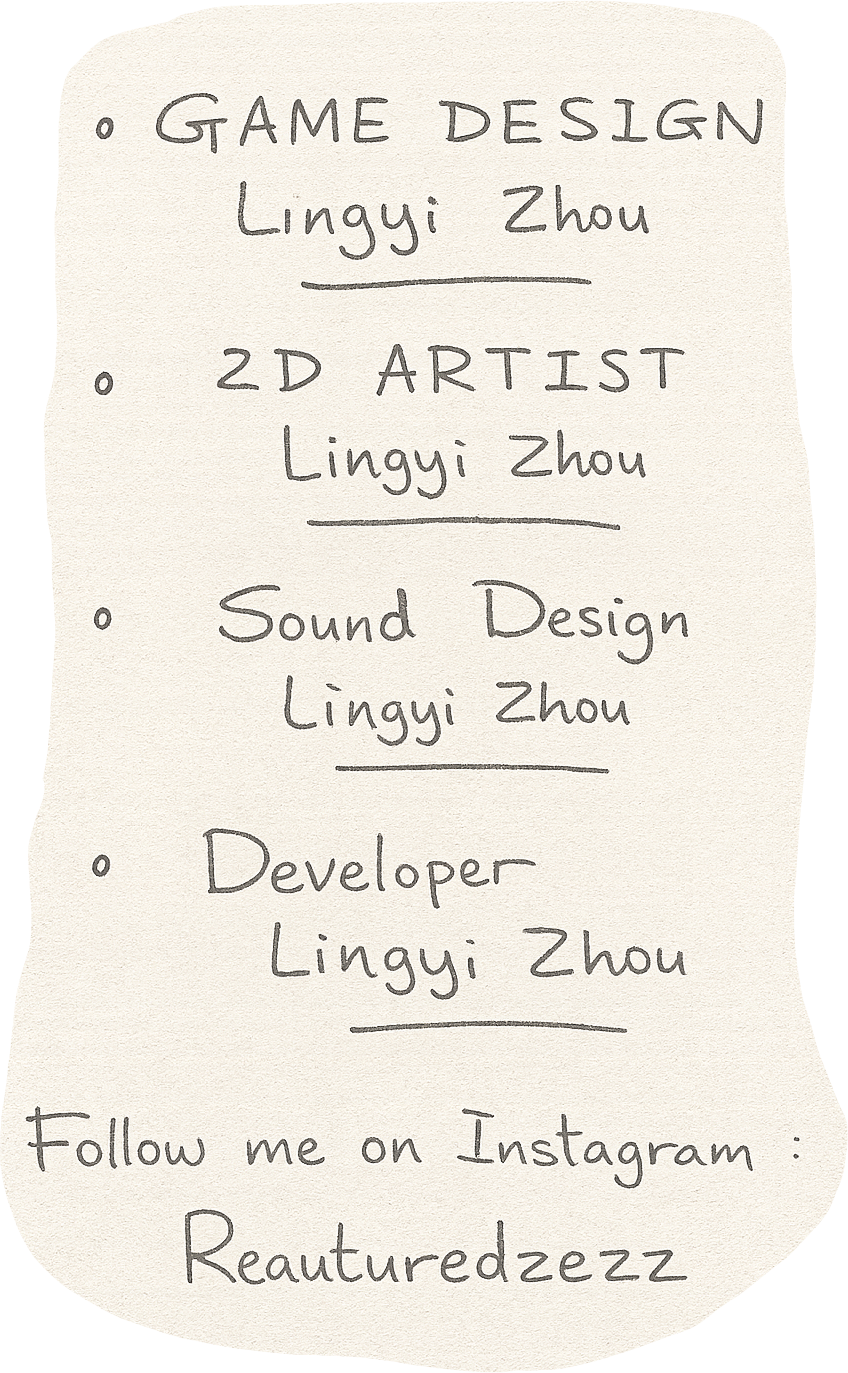 GAME DESIGN
Lingyi Zhou
2D ARTIST
Lingyi Zhou
Sound Design
Lingyi Zhou
Developer
Lingyi Zhou
Follow me on Instagram :
Reauturedzezz